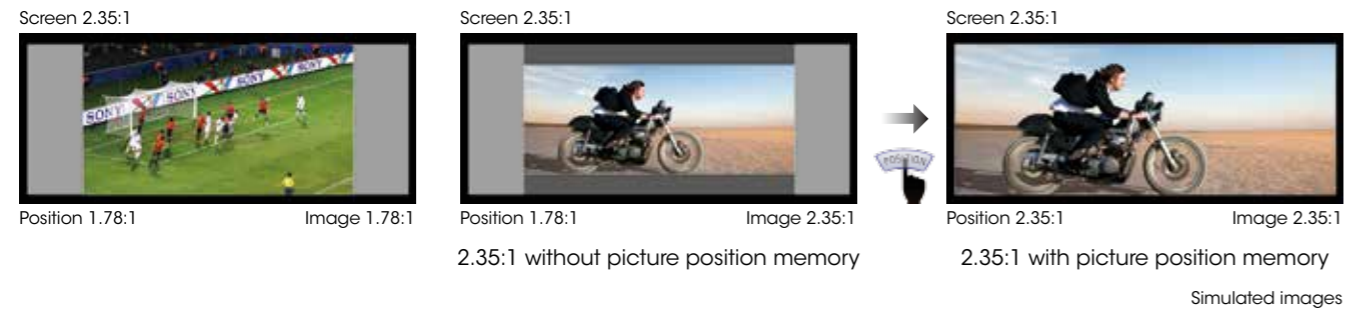 Screen 2.35:1
Screen 2.35:1
Screen 2.35:1
SONY
SONY
SONY
SONY
POSITION
Position 1.78:1
Image 1.78:1
Position 1.78:1
Image 2.35:1
Position 2.35:1
Image 2.35:1
2.35:1 without picture position memory
2.35:1 with picture position memory
Simulated images